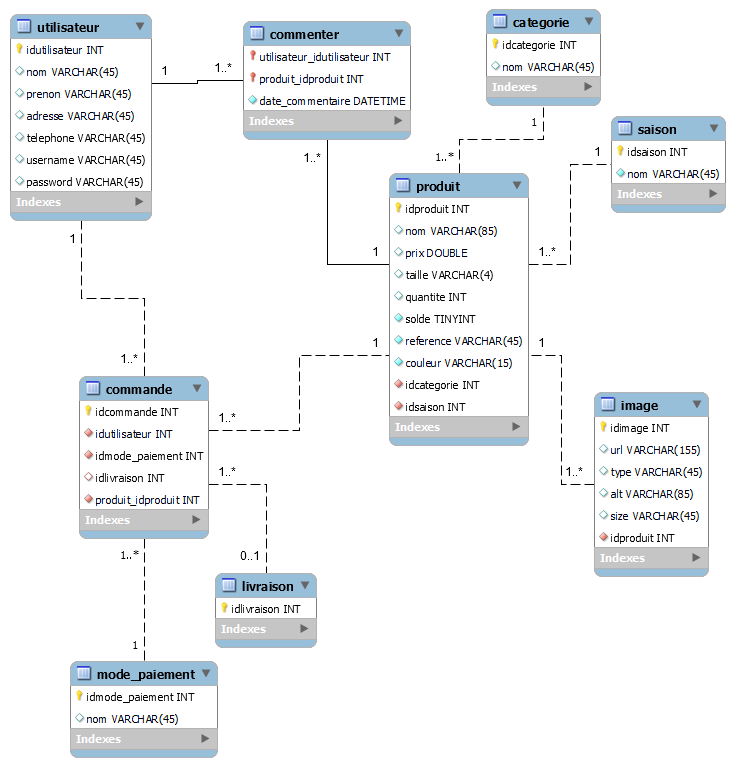 utilisateur
idutilisateur INT
nom VARCHAR(45)
prenon VARCHAR(45)
adresse VARCHAR(45)
telephone VARCHAR(45)
username VARCHAR(45)
password VARCHAR(45)
Indexes
1
1..*
commenter
utilisateur_idutilisateur INT
produit_idproduit INT
date_commentaire DATETIME
Indexes
categorie
idcategorie INT
nom VARCHAR(45)
Indexes
1
1..*
saison
idsaison INT
nom VARCHAR(45)
Indexes
1
1..*
1..*
1
produit
idproduit INT
nom VARCHAR(85)
prix DOUBLE
taille VARCHAR(4)
quantite INT
solde TINYINT
reference VARCHAR(45)
couleur VARCHAR(15)
idcategorie INT
idsaison INT
Indexes
1
1..*
1
1..*
commande
idcommande INT
idutilisateur INT
idmode_paiement INT
idlivraison INT
produit_idproduit INT
Indexes
1
1..*
image
idimage INT
url VARCHAR(155)
type VARCHAR(45)
alt VARCHAR(85)
size VARCHAR(45)
idproduit INT
Indexes
1..*
0..1
livraison
idlivraison INT
Indexes
1..*
1
mode_paiement
idmode_paiement INT
nom VARCHAR(45)
Indexes